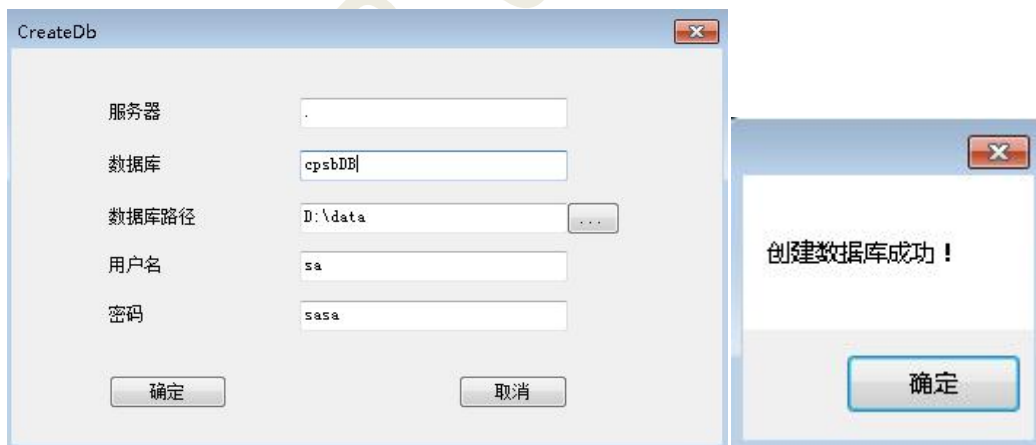 CreateDb
服务器
.
数据库
cpsbDB
数据库路径
D:\data
...
用户名
sa
密码
sasa
确定
取消
创建数据库成功！
确定